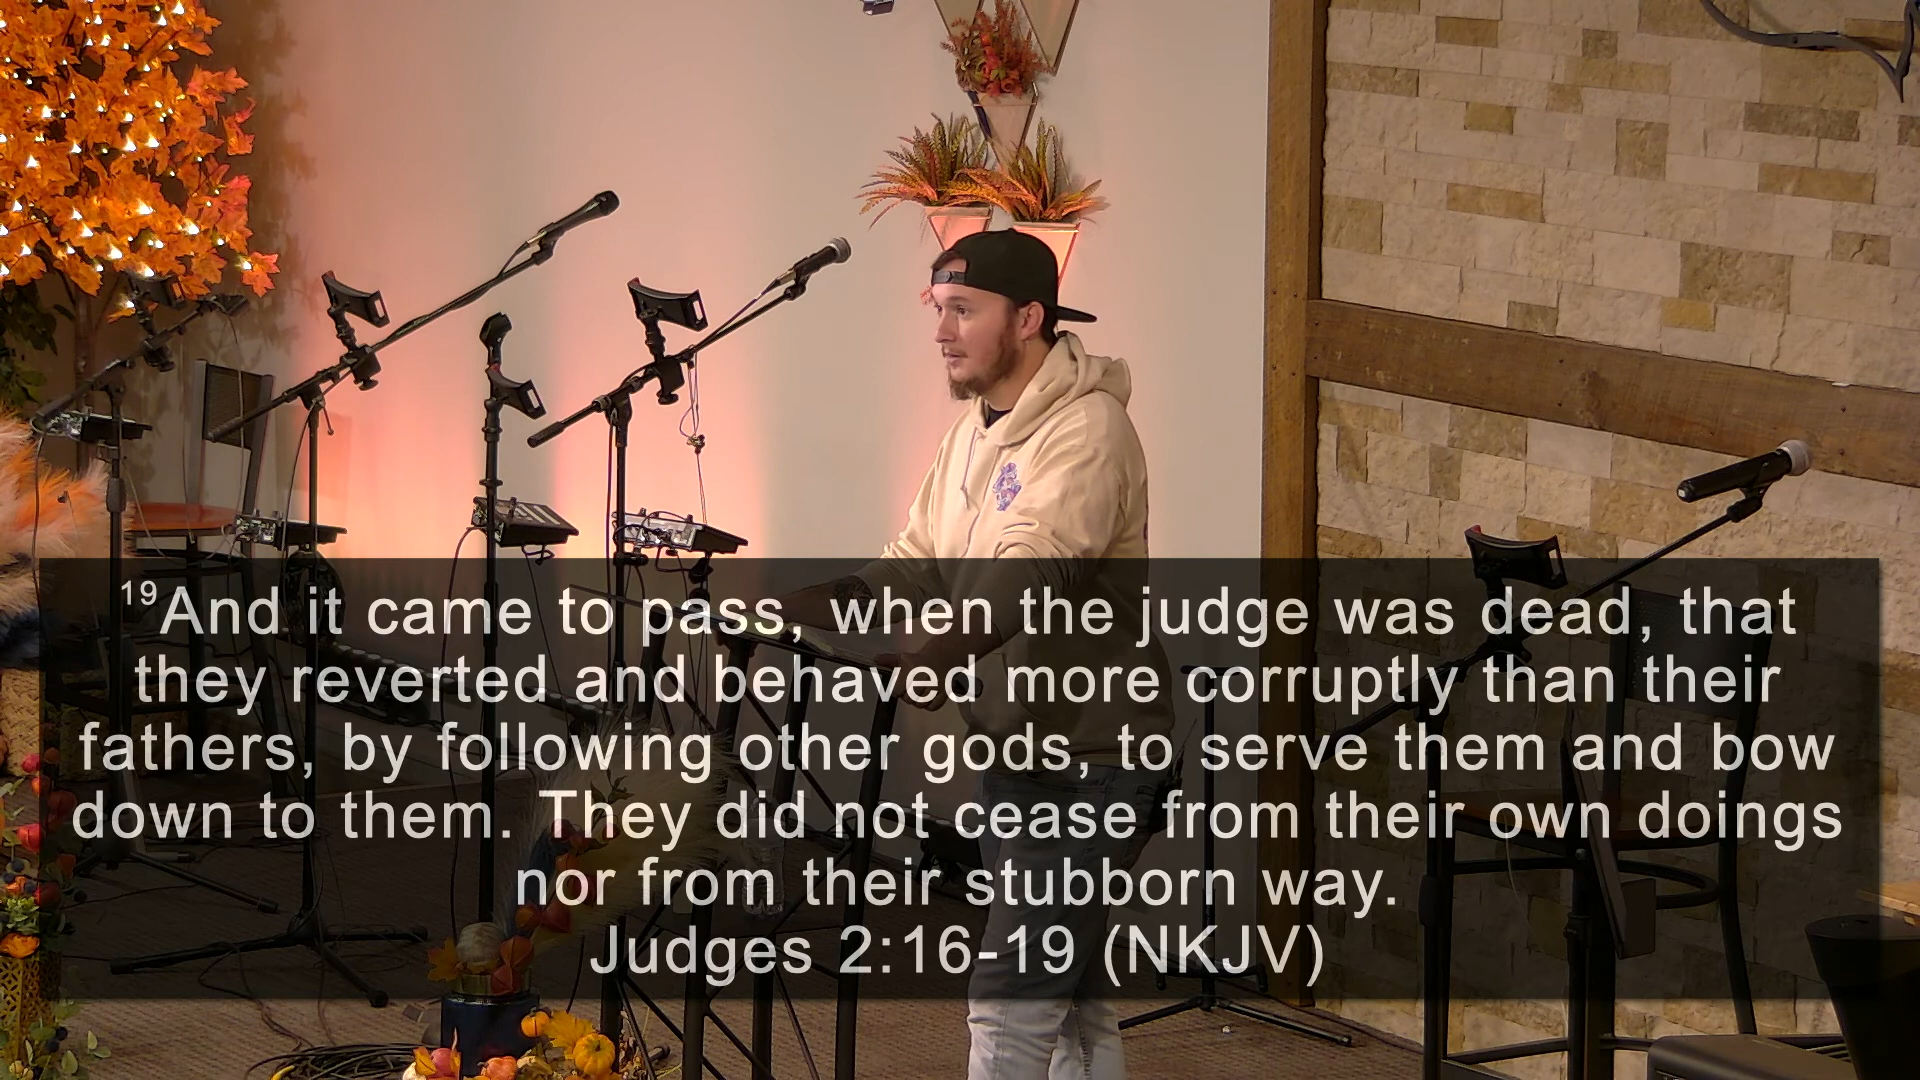 ¹⁹And it came to pass, when the judge was dead, that
they reverted and behaved more corruptly than their
fathers, by following other gods, to serve them and bow
down to them. They did not cease from their own doings
nor from their stubborn way.
Judges 2:16-19 (NKJV)